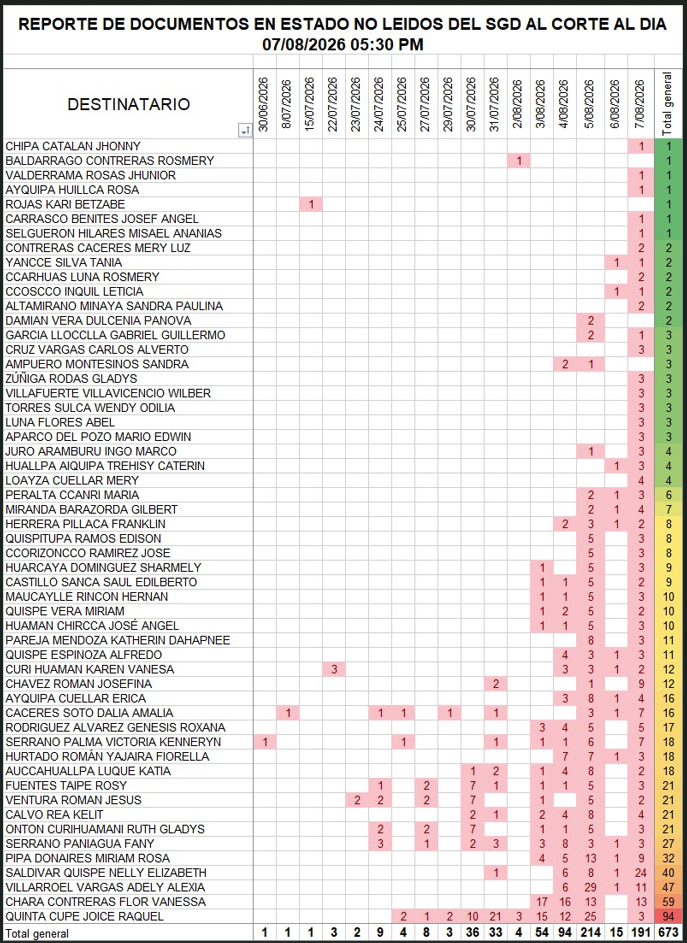 REPORTE DE DOCUMENTOS EN ESTADO NO LEIDOS DEL SGD AL CORTE AL DIA
07/08/2026 05:30 PM
DESTINATARIO 30/06/2026 8/07/2026 15/07/2026 22/07/2026 23/07/2026 24/07/2026 25/07/2026 27/07/2026 29/07/2026 30/07/2026 31/07/2026 2/08/2026 3/08/2026 4/08/2026 5/08/2026 6/08/2026 7/08/2026 Total general
CHIPA CATALAN JHONNY 1 1
BALDARRAGO CONTRERAS ROSMERY 1 1
VALDERRAMA ROSAS JHUNIOR 1 1
AYQUIPA HUILLCA ROSA 1 1
ROJAS KARI BETZABE 1 1
CARRASCO BENITES JOSEF ANGEL 1 1
SELGUERON HILARES MISAEL ANANIAS 1 1
CONTRERAS CACERES MERY LUZ 2 2
YANCCE SILVA TANIA 1 1 2
CCARHUAS LUNA ROSMERY 2 2
CCOSCCO INQUIL LETICIA 1 1 2
ALTAMIRANO MINAYA SANDRA PAULINA 2 2
DAMIAN VERA DULCENIA PANOVA 2 2
GARCIA LLOCCLLA GABRIEL GUILLERMO 2 1 3
CRUZ VARGAS CARLOS ALVERTO 3 3
AMPUERO MONTESINOS SANDRA 2 1 3
ZÚÑIGA RODAS GLADYS 3 3
VILLAFUERTE VILLAVICENCIO WILBER 3 3
TORRES SULCA WENDY ODILIA 3 3
LUNA FLORES ABEL 3 3
APARCO DEL POZO MARIO EDWIN 3 3
JURO ARAMBURU INGO MARCO 1 3 4
HUALLPA AIQUIPA TREHISY CATERIN 1 3 4
LOAYZA CUELLAR MERY 4 4
PERALTA CCANRI MARIA 2 1 3 6
MIRANDA BARAZORDA GILBERT 2 1 4 7
HERRERA PILLACA FRANKLIN 2 3 1 2 8
QUISPITUPA RAMOS EDISON 5 3 8
CCORIZONCCO RAMIREZ JOSE 5 3 8
HUARCAYA DOMINGUEZ SHARMELY 1 5 3 9
CASTILLO SANCA SAUL EDILBERTO 1 1 5 2 9
MAUCAYLLE RINCON HERNAN 1 1 5 3 10
QUISPE VERA MIRIAM 1 2 5 2 10
HUAMAN CHIRCCA JOSÉ ANGEL 1 1 5 3 10
PAREJA MENDOZA KATHERIN DAHAPNEE 8 3 11
QUISPE ESPINOZA ALFREDO 4 3 1 3 11
CURI HUAMAN KAREN VANESA 3 3 3 1 2 12
CHAVEZ ROMAN JOSEFINA 2 1 9 12
AYQUIPA CUELLAR ERICA 3 8 1 4 16
CACERES SOTO DALIA AMALIA 1 1 1 1 1 3 1 7 16
RODRIGUEZ ALVAREZ GENESIS ROXANA 3 4 5 5 17
SERRANO PALMA VICTORIA KENNERYN 1 1 1 1 1 6 7 18
HURTADO ROMÁN YAJAIRA FIORELLA 7 7 1 3 18
AUCCAHUALLPA LUQUE KATIA 1 2 1 4 8 2 18
FUENTES TAIPE ROSY 1 2 7 1 1 1 5 3 21
VENTURA ROMAN JESUS 2 2 2 7 1 5 2 21
CALVO REA KELIT 2 1 2 4 8 4 21
ONTON CURIHUAMANI RUTH GLADYS 2 2 7 1 1 5 3 21
SERRANO PANIAGUA FANY 3 1 2 3 3 8 3 1 3 27
PIPA DONAIRES MIRIAM ROSA 4 5 13 1 9 32
SALDIVAR QUISPE NELLY ELIZABETH 1 6 8 1 24 40
VILLARROEL VARGAS ADELY ALEXIA 6 29 1 11 47
CHARA CONTRERAS FLOR VANESSA 17 16 13 13 59
QUINTA CUPE JOICE RAQUEL 2 1 2 10 21 3 15 12 25 3 94
Total general 1 1 1 3 2 9 4 8 3 36 33 4 54 94 214 15 191 673